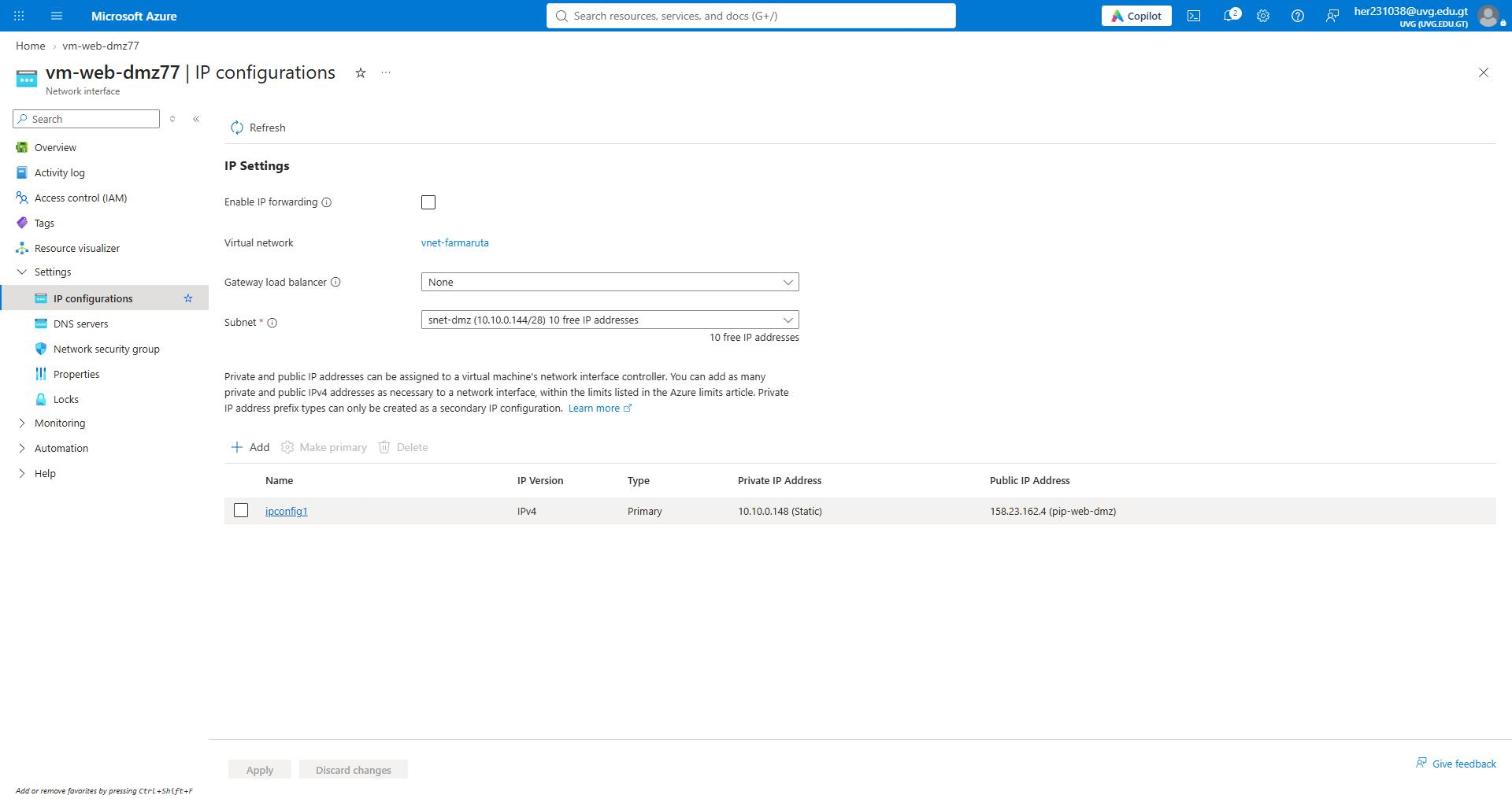 Microsoft Azure
Search resources, services, and docs (G+/)
Copilot
2
her231038@uvg.edu.gt
UVG (UVG.EDU.GT)
Home > vm-web-dmz77
vm-web-dmz77 | IP configurations
Network interface
Search
Overview
Activity log
Access control (IAM)
Tags
Resource visualizer
Settings
IP configurations
DNS servers
Network security group
Properties
Locks
Monitoring
Automation
Help
Refresh
IP Settings
Enable IP forwarding
Virtual network vnet-farmaruta
Gateway load balancer None
Subnet * snet-dmz (10.10.0.144/28) 10 free IP addresses
10 free IP addresses
Private and public IP addresses can be assigned to a virtual machine's network interface controller. You can add as many
private and public IPv4 addresses as necessary to a network interface, within the limits listed in the Azure limits article. Private
IP address prefix types can only be created as a secondary IP configuration. Learn more
Add Make primary Delete
Name IP Version Type Private IP Address Public IP Address
ipconfig1 IPv4 Primary 10.10.0.148 (Static) 158.23.162.4 (pip-web-dmz)
Apply Discard changes
Give feedback
Add or remove favorites by pressing Ctrl+Shift+F